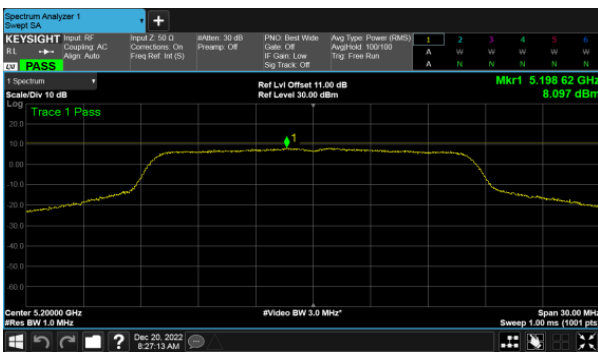 Spectrum Analyzer 1
Swept SA
KEYSIGHT
RL
PASS
Input: RF
Coupling: AC
Align: Auto
Input Z: 50 Ω
Corrections: On
Freq Ref: Int (S)
#Atten: 30 dB
Preamp: Off
PNO: Best Wide
Gate: Off
IF Gain: Low
Sig Track: Off
Avg Type: Power (RMS)
Avg|Hold: 100/100
Trig: Free Run
1 2 3 4 5 6
A W W W W W
A N N N N N
1 Spectrum
Scale/Div 10 dB
Log
Ref Lvl Offset 11.00 dB
Ref Level 30.00 dBm
Mkr1 5.198 62 GHz
8.097 dBm
Trace 1 Pass
1
20.0
10.0
0.00
-10.0
-20.0
-30.0
-40.0
-50.0
-60.0
Center 5.20000 GHz
#Res BW 1.0 MHz
#Video BW 3.0 MHz*
Span 30.00 MHz
Sweep 1.00 ms (1001 pts)
?
Dec 20, 2022
8:27:13 AM